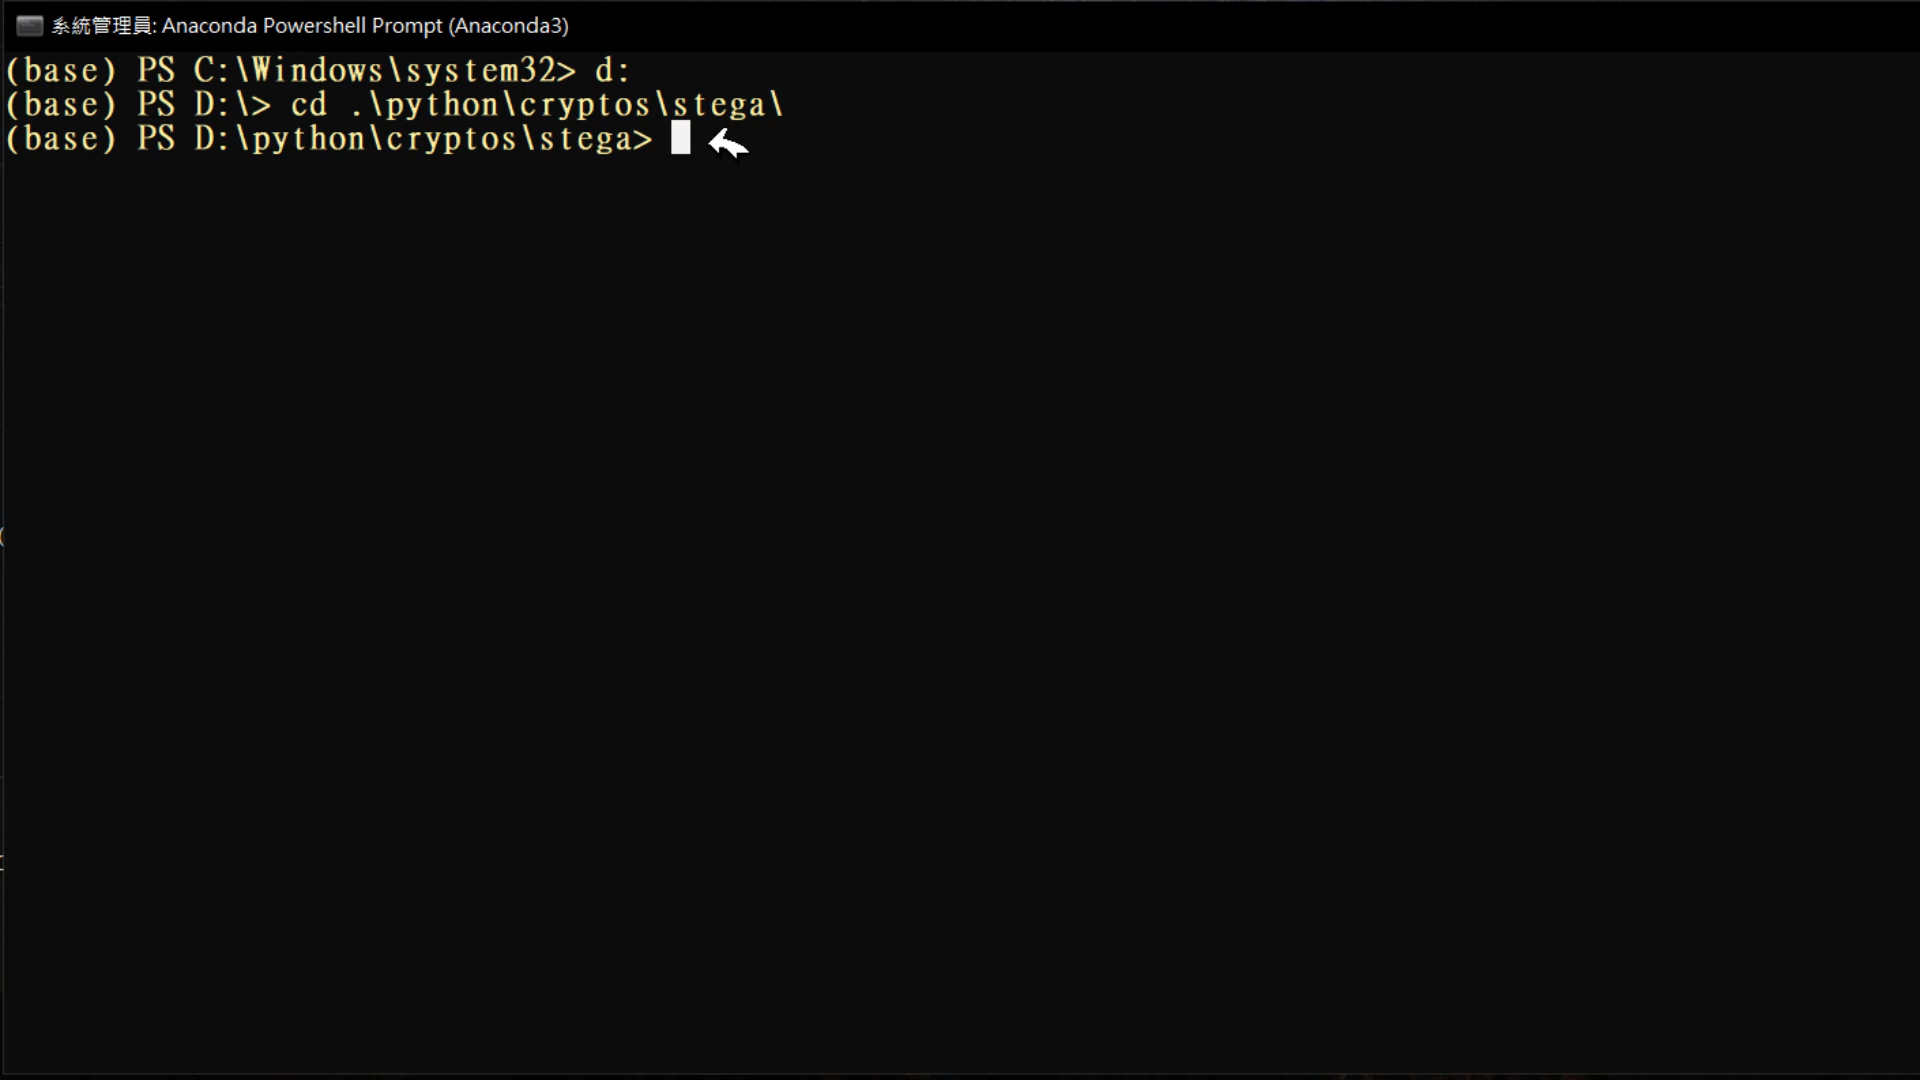 系統管理員: Anaconda Powershell Prompt (Anaconda3)
(base) PS C:\Windows\system32> d:
(base) PS D:\> cd .\python\cryptos\stega\
(base) PS D:\python\cryptos\stega>